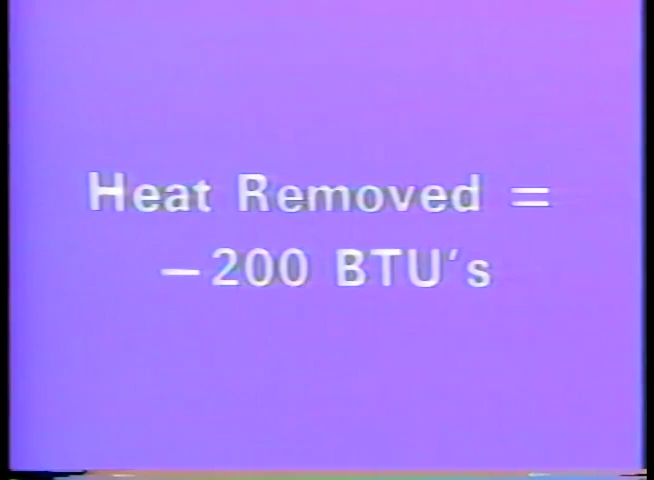 Heat Removed =
−200 BTU's